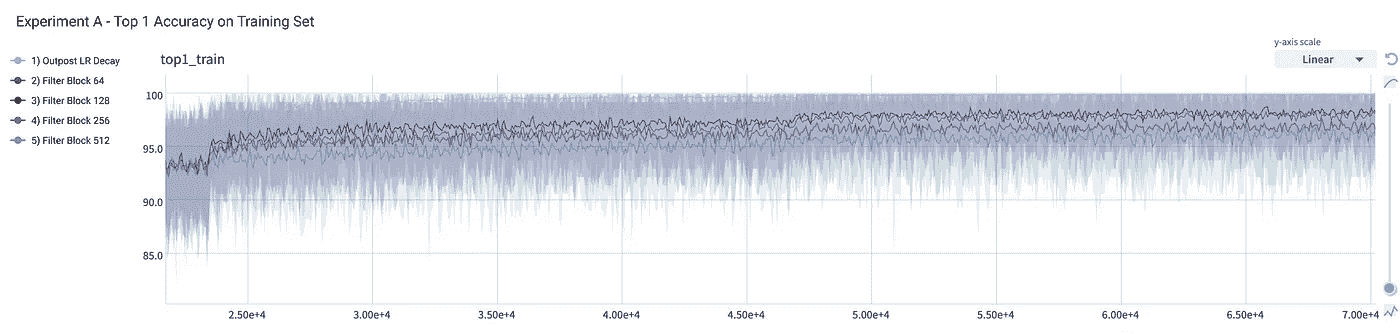 Experiment A - Top 1 Accuracy on Training Set
y-axis scale
1) Outpost LR Decay
top1_train
Linear
2) Filter Block 64
3) Filter Block 128
4) Filter Block 256
5) Filter Block 512
100
95.0
90.0
85.0
2.50e+4 3.00e+4 3.50e+4 4.00e+4 4.50e+4 5.00e+4 5.50e+4 6.00e+4 6.50e+4 7.00e+4